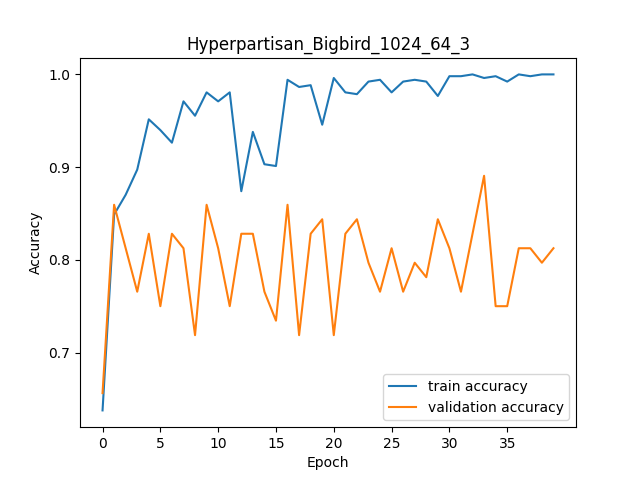 Hyperpartisan_Bigbird_1024_64_3
1.0
0.9
0.8
0.7
Accuracy
train accuracy
validation accuracy
0 5 10 15 20 25 30 35
Epoch